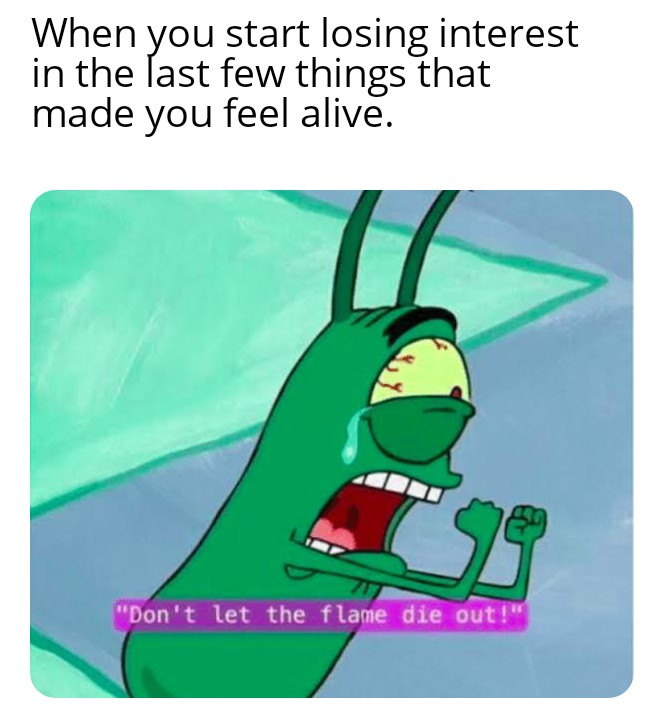 When you start losing interest
in the last few things that
made you feel alive.
"Don't let the flame die out!"